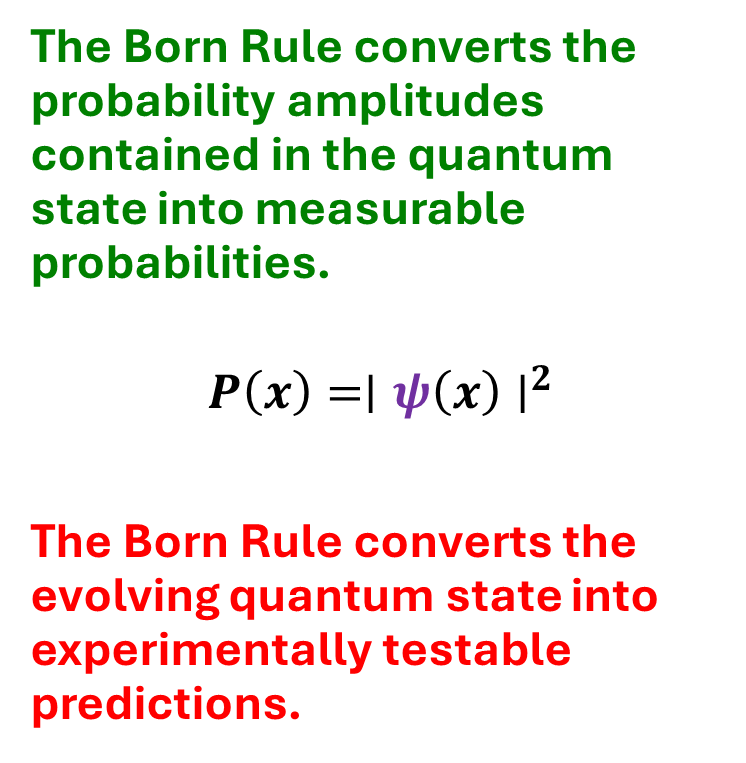 The Born Rule converts the
probability amplitudes
contained in the quantum
state into measurable
probabilities.
P(x) =| ψ(x) |²
The Born Rule converts the
evolving quantum state into
experimentally testable
predictions.